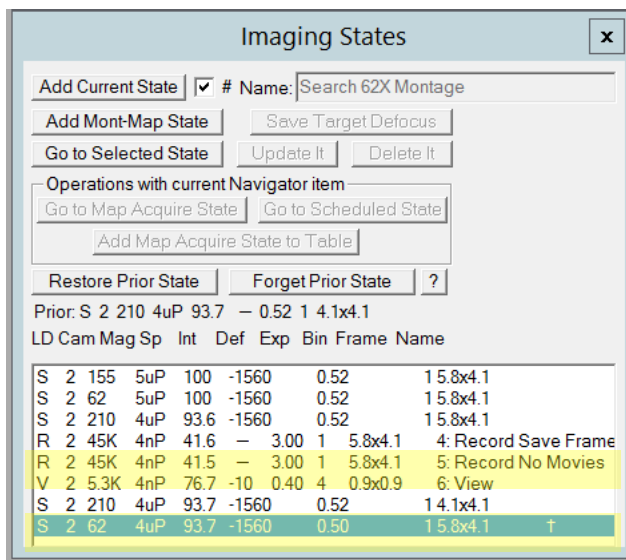 Imaging States x
Add Current State # Name: Search 62X Montage
Add Mont-Map State Save Target Defocus
Go to Selected State Update It Delete It
Operations with current Navigator item
Go to Map Acquire State Go to Scheduled State
Add Map Acquire State to Table
Restore Prior State Forget Prior State ?
Prior: S 2 210 4uP 93.7 – 0.52 1 4.1x4.1
LD Cam Mag Sp Int Def Exp Bin Frame Name
S 2 155 5uP 100 -1560 0.52 1 5.8x4.1
S 2 62 5uP 100 -1560 0.52 1 5.8x4.1
S 2 210 4uP 93.6 -1560 0.52 1 5.8x4.1
R 2 45K 4nP 41.6 – 3.00 1 5.8x4.1 4: Record Save Frame
R 2 45K 4nP 41.5 – 3.00 1 5.8x4.1 5: Record No Movies
V 2 5.3K 4nP 76.7 -10 0.40 4 0.9x0.9 6: View
S 2 210 4uP 93.7 -1560 0.52 1 4.1x4.1
S 2 62 4uP 93.7 -1560 0.50 1 5.8x4.1 †